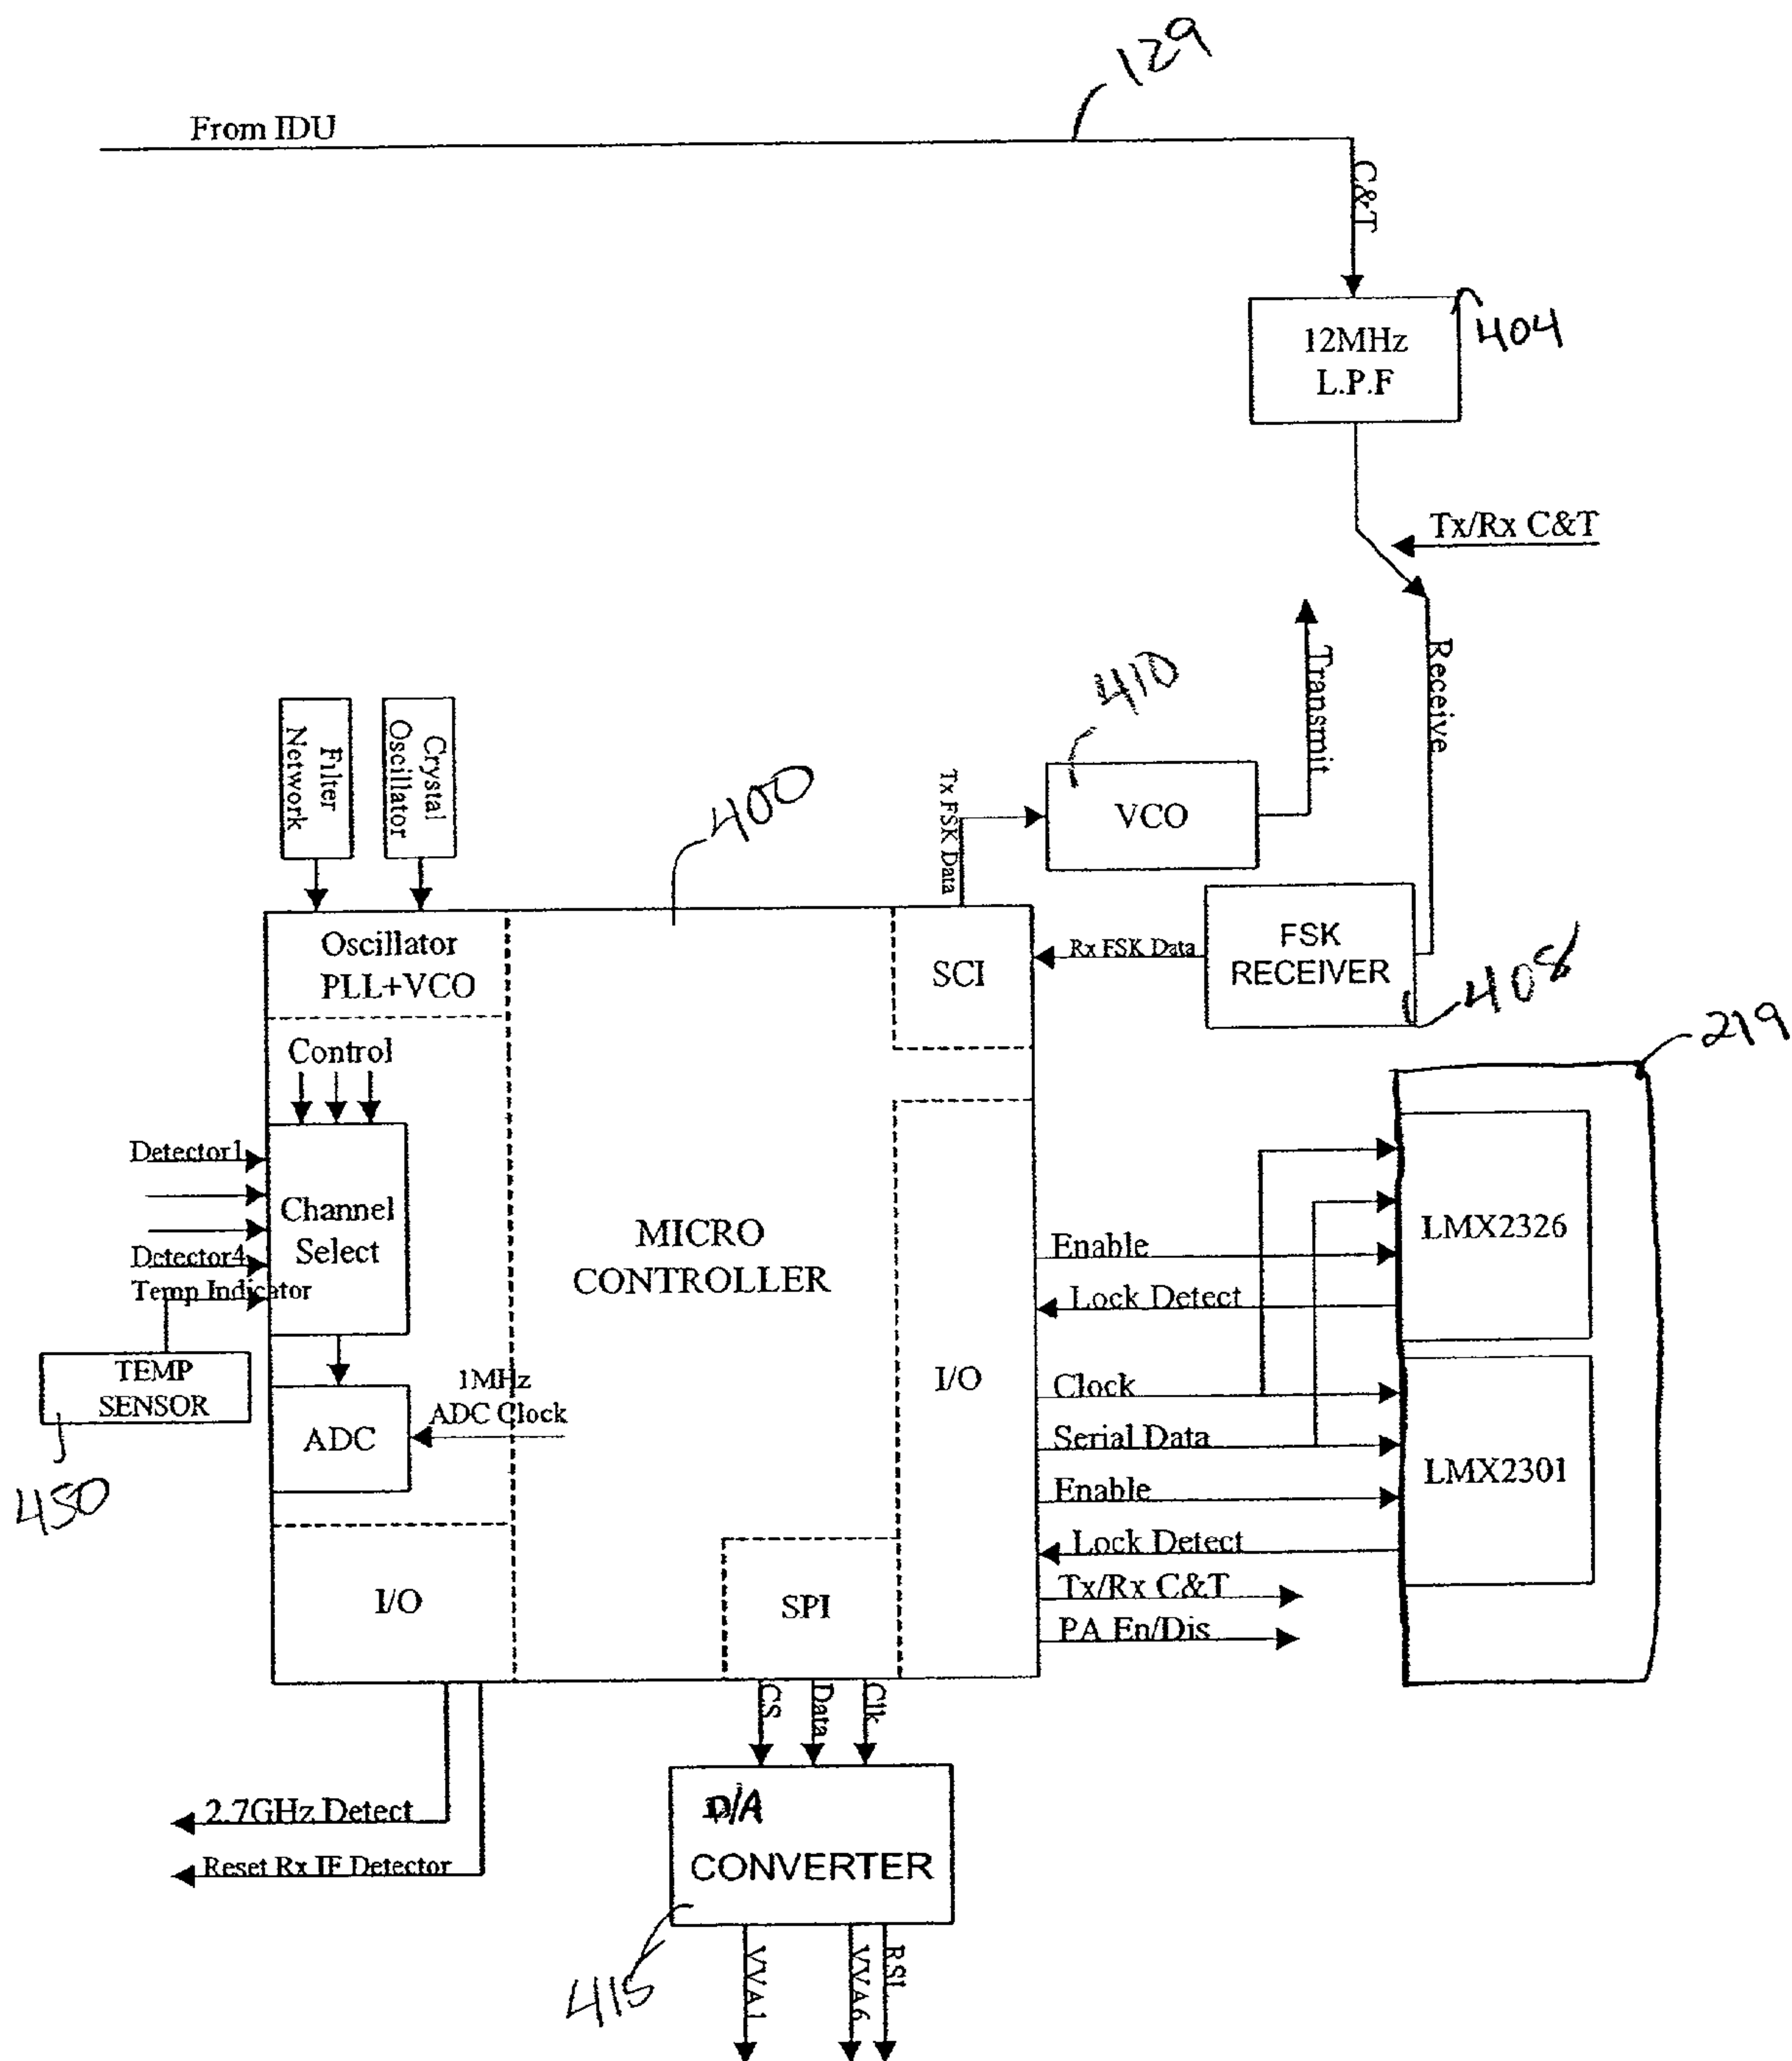 129
From IDU
C&T
12MHz
L.P.F
404
Tx/Rx C&T
Transmit
Receive
410
Filter
Network
Crystal
Oscillator
400
Tx FSK Data
VCO
Oscillator
PLL+VCO
SCI
Rx FSK Data
FSK
RECEIVER
408
219
Control
Detector1
Channel
Select
Detector4
Temp Indicator
MICRO
CONTROLLER
Enable
LMX2326
Lock Detect
TEMP
SENSOR
1MHz
ADC Clock
ADC
I/O
Clock
Serial Data
LMX2301
Enable
450
Lock Detect
I/O
SPI
Tx/Rx C&T
PA En/Dis
CS
Data
Clk
2.7GHz Detect
D/A
CONVERTER
Reset Rx IF Detector
415
VVA1
VVA6
RSL